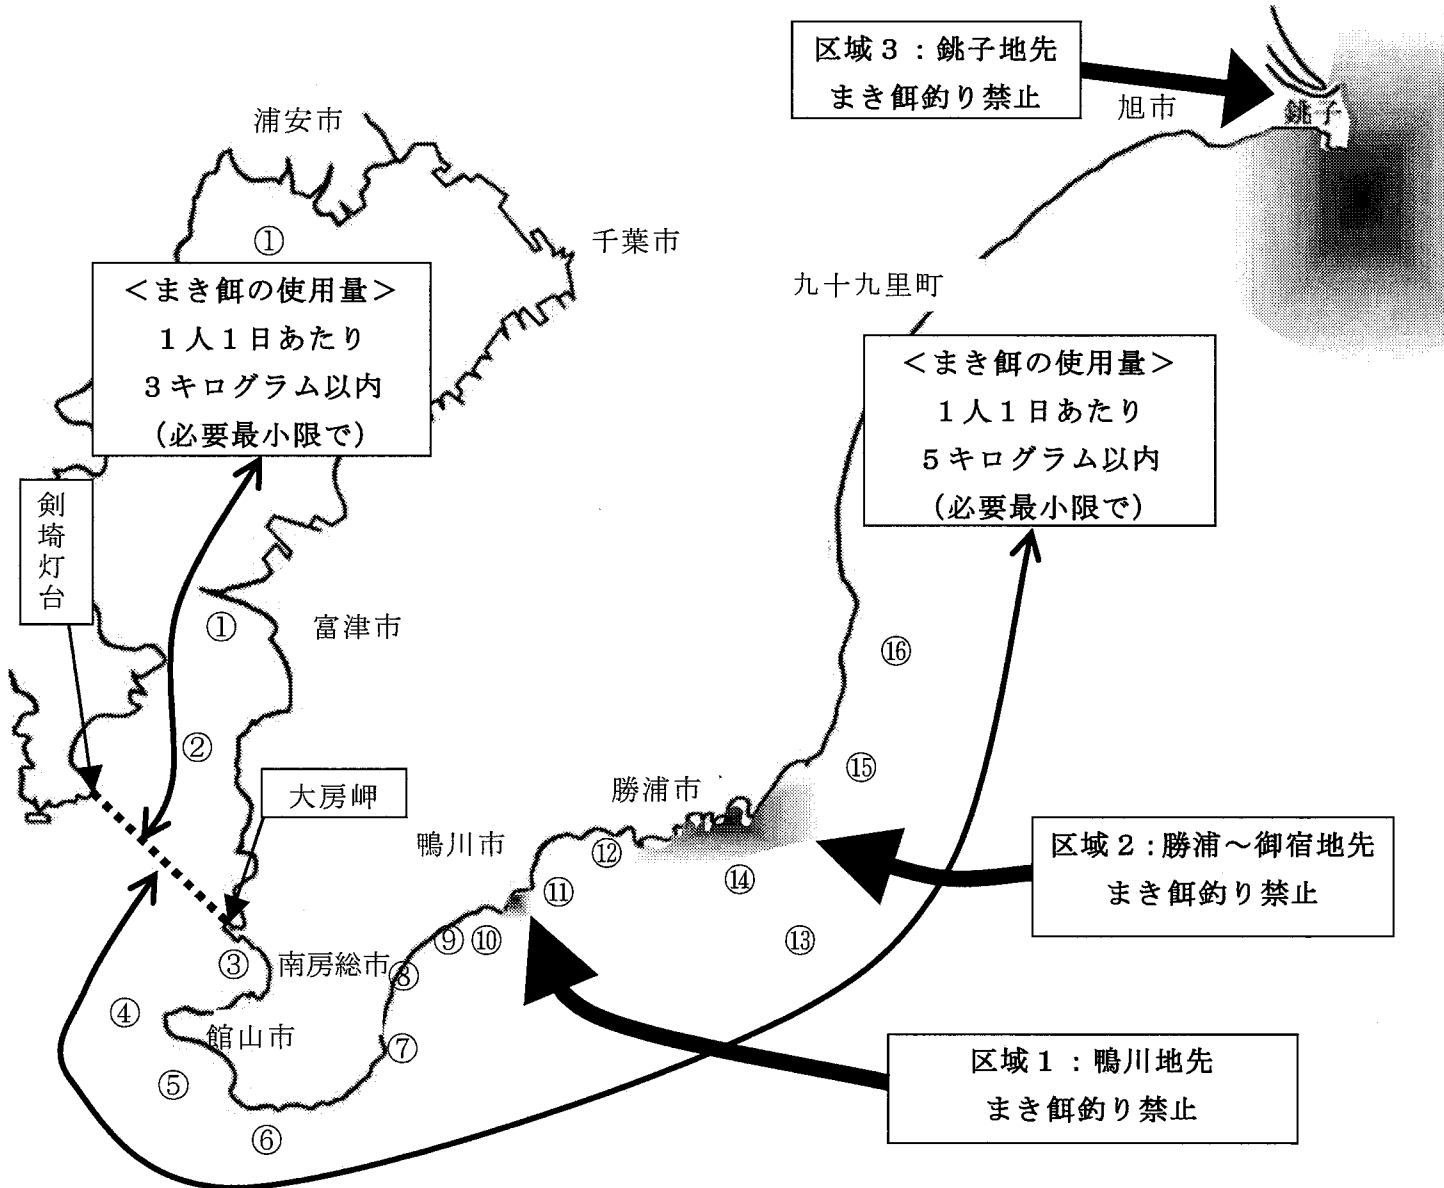 区域３：銚子地先
まき餌釣り禁止
旭市
銚子
浦安市
①
千葉市
＜まき餌の使用量＞
１人１日あたり
３キログラム以内
（必要最小限で）
九十九里町
＜まき餌の使用量＞
１人１日あたり
５キログラム以内
（必要最小限で）
剣埼灯台
①
富津市
⑯
②
⑮
大房岬
勝浦市
鴨川市
⑫
区域２：勝浦～御宿地先
まき餌釣り禁止
⑭
⑪
⑨
⑩
⑬
③
南房総市
⑧
④
館山市
⑦
区域１：鴨川地先
まき餌釣り禁止
⑤
⑥